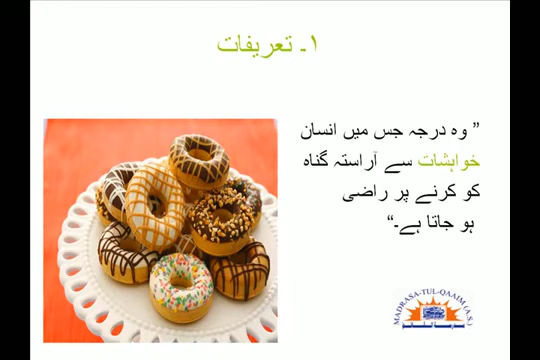 ۱۔ تعریفات
” وہ درجہ جس میں انسان
خواہشات سے آراستہ گناہ
کو کرنے پر راضی
ہو جاتا ہے۔“
MADRASA-TUL-QAAIM (A.S.)